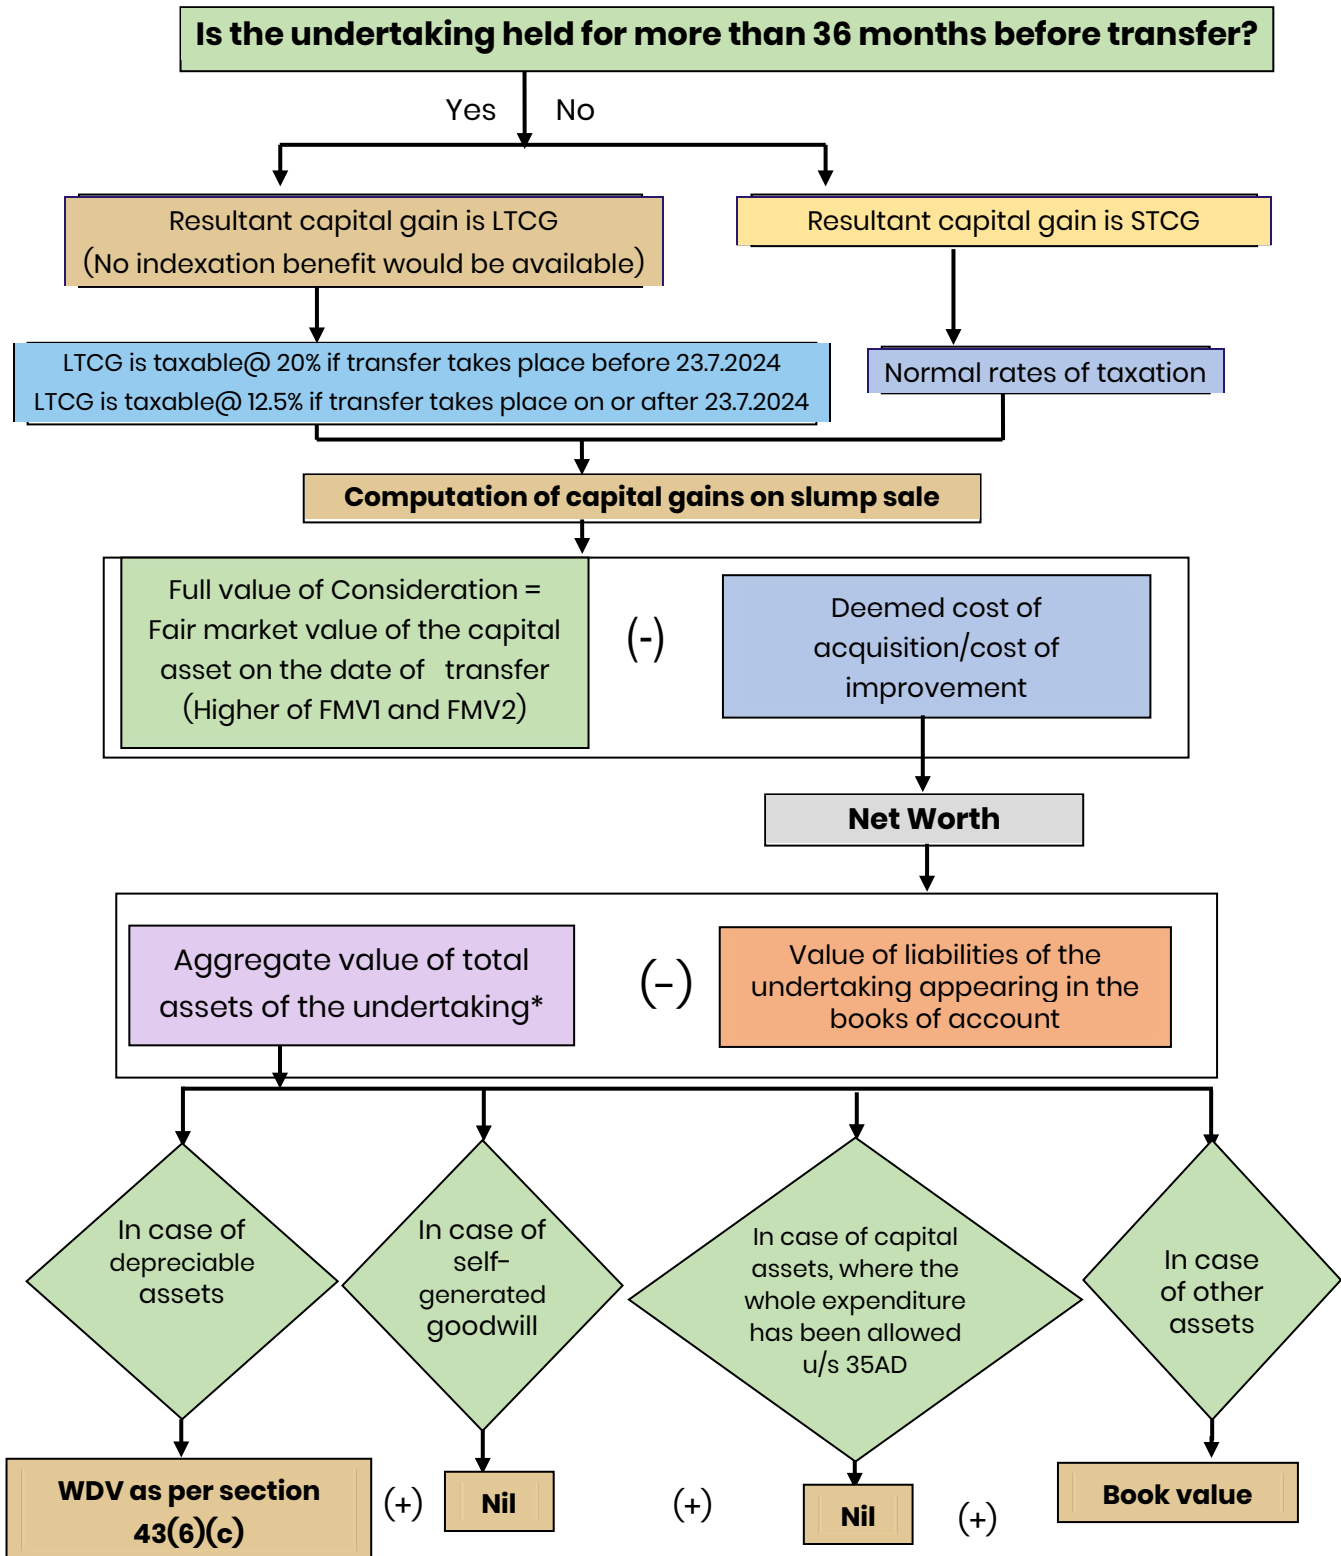 Is the undertaking held for more than 36 months before transfer?
Yes
No
Resultant capital gain is LTCG
(No indexation benefit would be available)
Resultant capital gain is STCG
LTCG is taxable@ 20% if transfer takes place before 23.7.2024
LTCG is taxable@ 12.5% if transfer takes place on or after 23.7.2024
Normal rates of taxation
Computation of capital gains on slump sale
Full value of Consideration =
Fair market value of the capital
asset on the date of transfer
(Higher of FMV1 and FMV2)
(-)
Deemed cost of
acquisition/cost of
improvement
Net Worth
Aggregate value of total
assets of the undertaking*
(-)
Value of liabilities of the
undertaking appearing in the
books of account
In case of
depreciable
assets
In case of
self-
generated
goodwill
In case of capital
assets, where the
whole expenditure
has been allowed
u/s 35AD
In case
of other
assets
WDV as per section
43(6)(c)
(+)
Nil
(+)
Nil
(+)
Book value